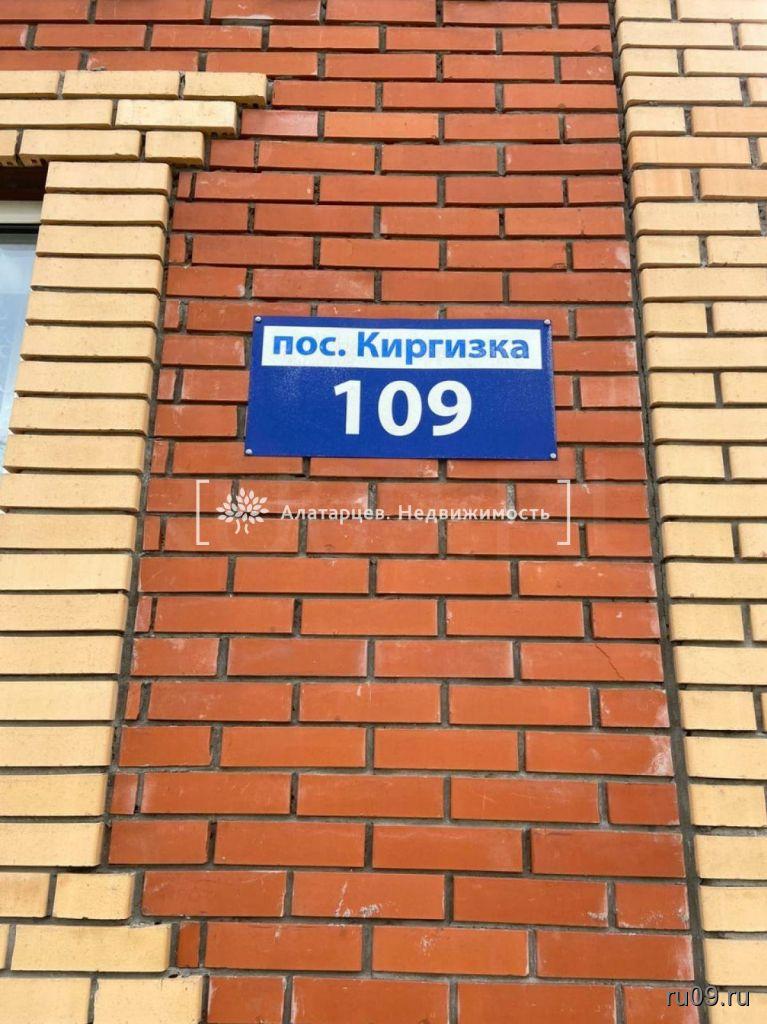 пос. Киргизка
109
Алатарцев. Недвижимость
ru09.ru